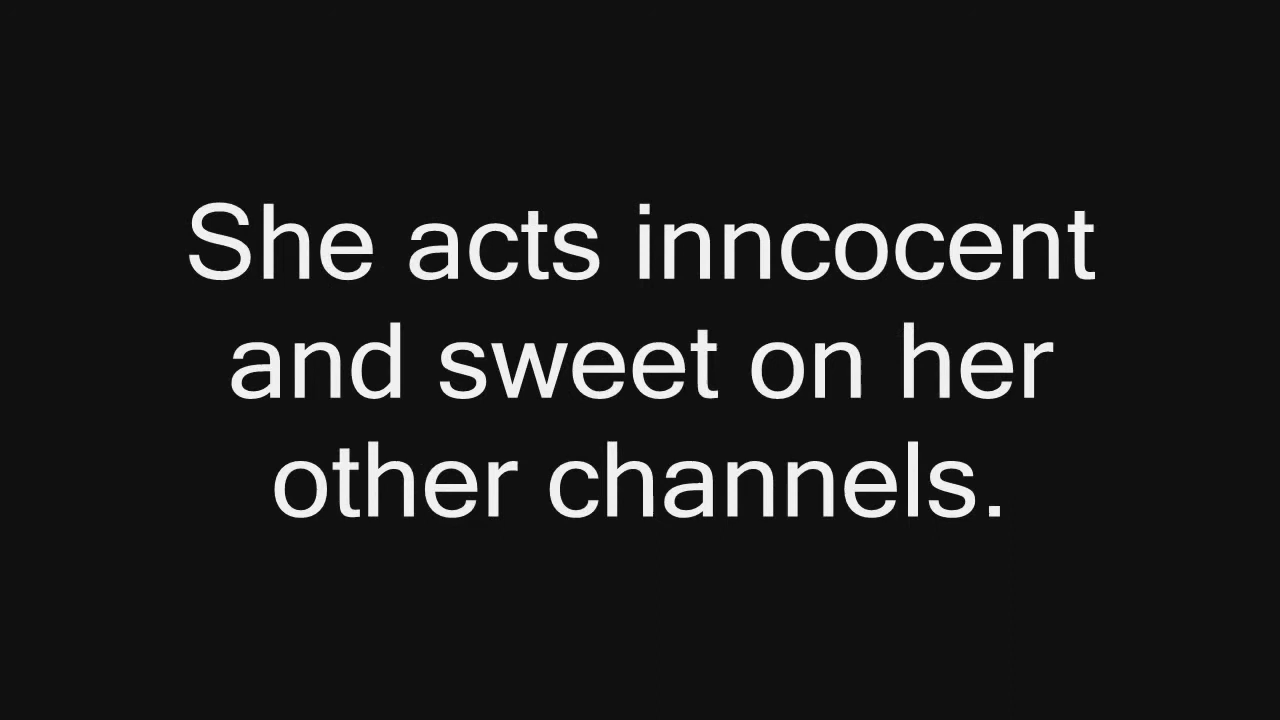 She acts inncocent
and sweet on her
other channels.